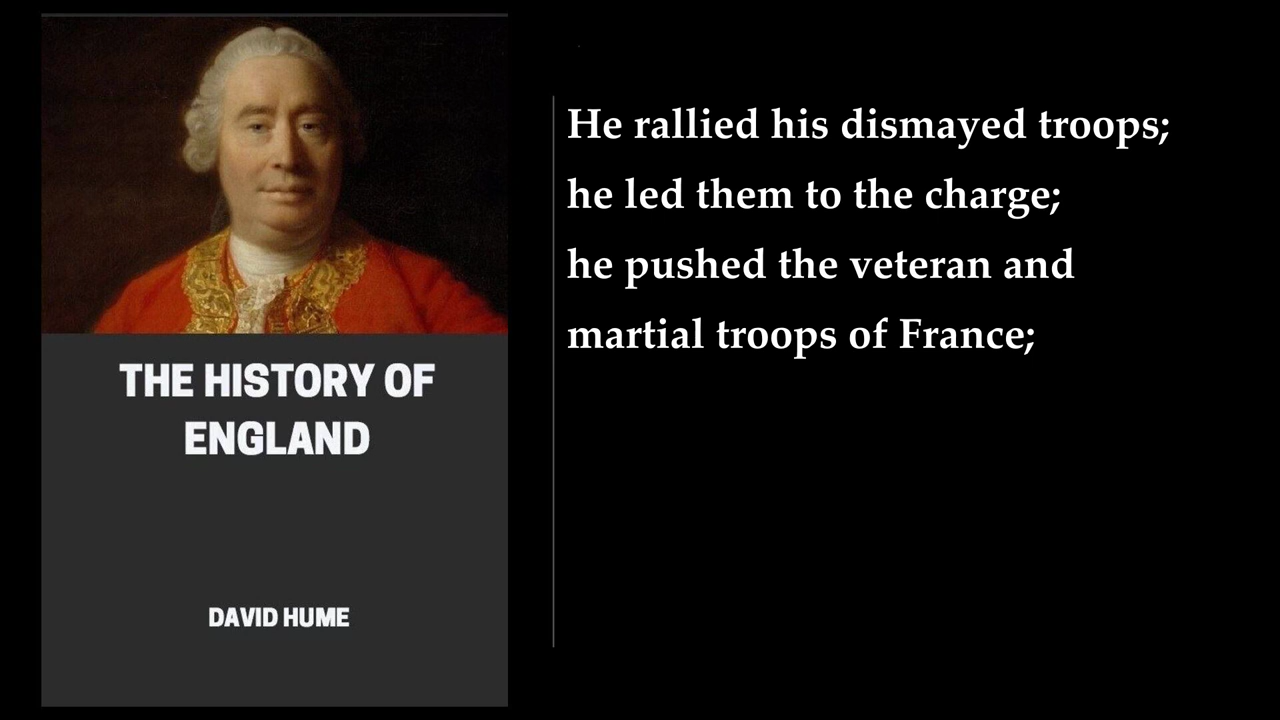 THE HISTORY OF
ENGLAND
DAVID HUME
He rallied his dismayed troops;
he led them to the charge;
he pushed the veteran and
martial troops of France;